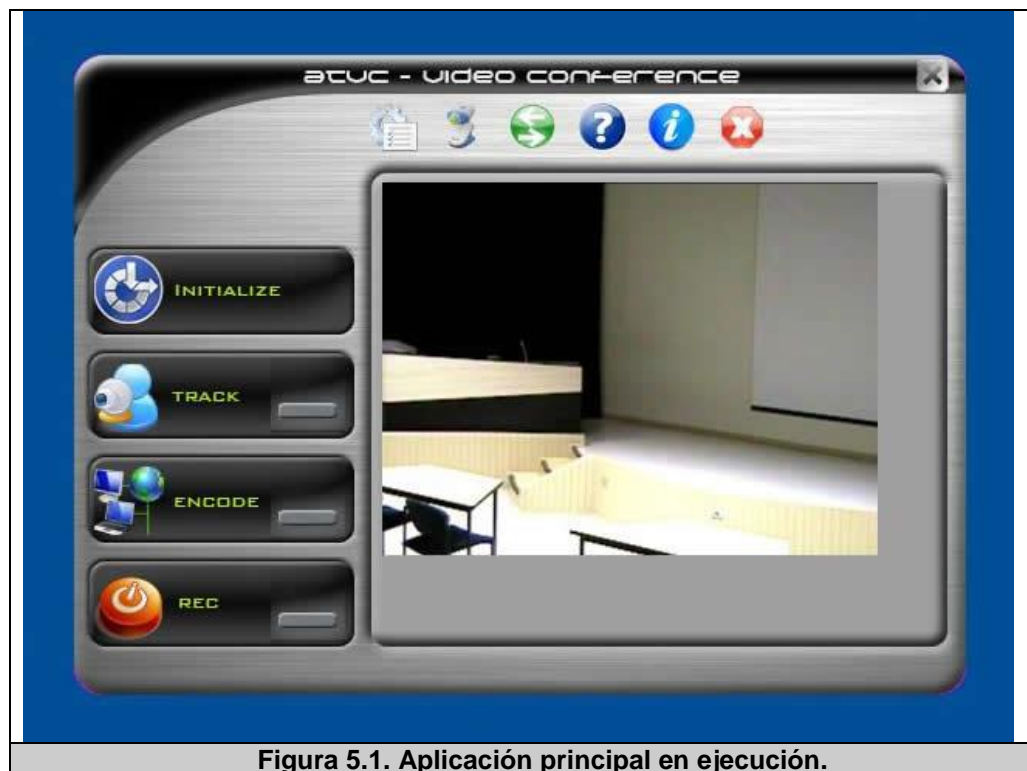 atvc - video conference
INITIALIZE
TRACK
ENCODE
REC
Figura 5.1. Aplicación principal en ejecución.